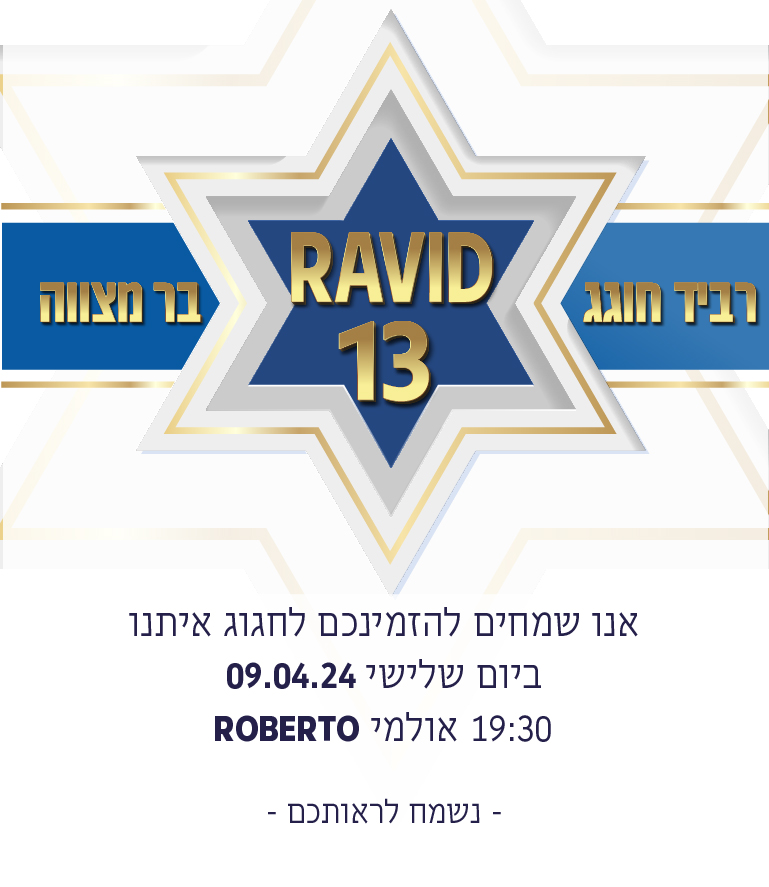 רביד חוגג
RAVID
13
בר מצווה
אנו שמחים להזמינכם לחגוג איתנו
ביום שלישי 09.04.24
19:30 אולמי ROBERTO
- נשמח לראותכם -